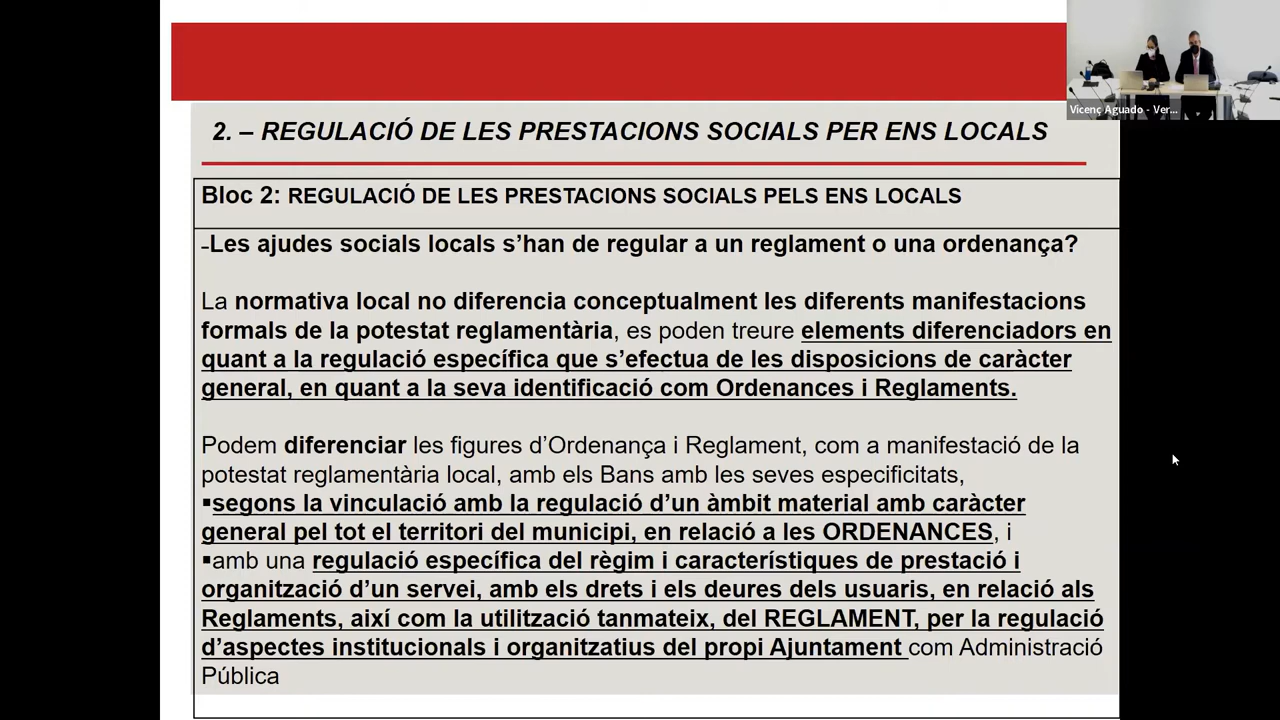 Vicenç Aguado - Ver...
2. – REGULACIÓ DE LES PRESTACIONS SOCIALS PER ENS LOCALS
Bloc 2: REGULACIÓ DE LES PRESTACIONS SOCIALS PELS ENS LOCALS
-Les ajudes socials locals s’han de regular a un reglament o una ordenança?
La normativa local no diferencia conceptualment les diferents manifestacions
formals de la potestat reglamentària, es poden treure elements diferenciadors en
quant a la regulació específica que s’efectua de les disposicions de caràcter
general, en quant a la seva identificació com Ordenances i Reglaments.
Podem diferenciar les figures d’Ordenança i Reglament, com a manifestació de la
potestat reglamentària local, amb els Bans amb les seves especificitats,
▪segons la vinculació amb la regulació d’un àmbit material amb caràcter
general pel tot el territori del municipi, en relació a les ORDENANCES, i
▪amb una regulació específica del règim i característiques de prestació i
organització d’un servei, amb els drets i els deures dels usuaris, en relació als
Reglaments, així com la utilització tanmateix, del REGLAMENT, per la regulació
d’aspectes institucionals i organitzatius del propi Ajuntament com Administració
Pública